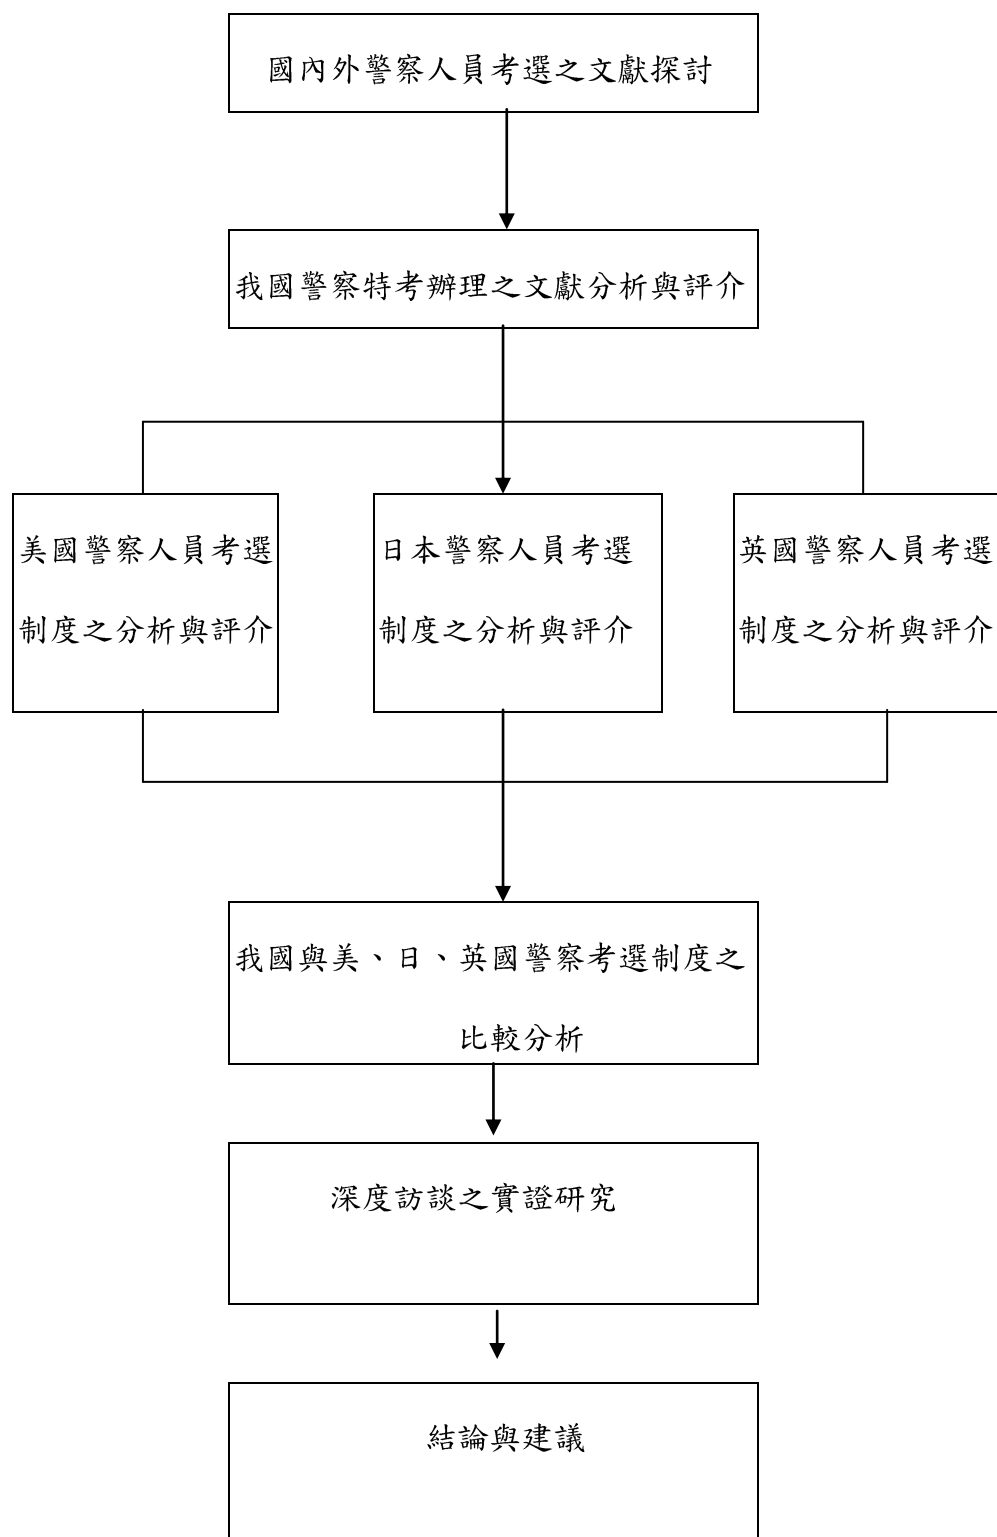 國內外警察人員考選之文獻探討
我國警察特考辦理之文獻分析與評介
美國警察人員考選
制度之分析與評介
日本警察人員考選
制度之分析與評介
英國警察人員考選
制度之分析與評介
我國與美、日、英國警察考選制度之
比較分析
深度訪談之實證研究
結論與建議